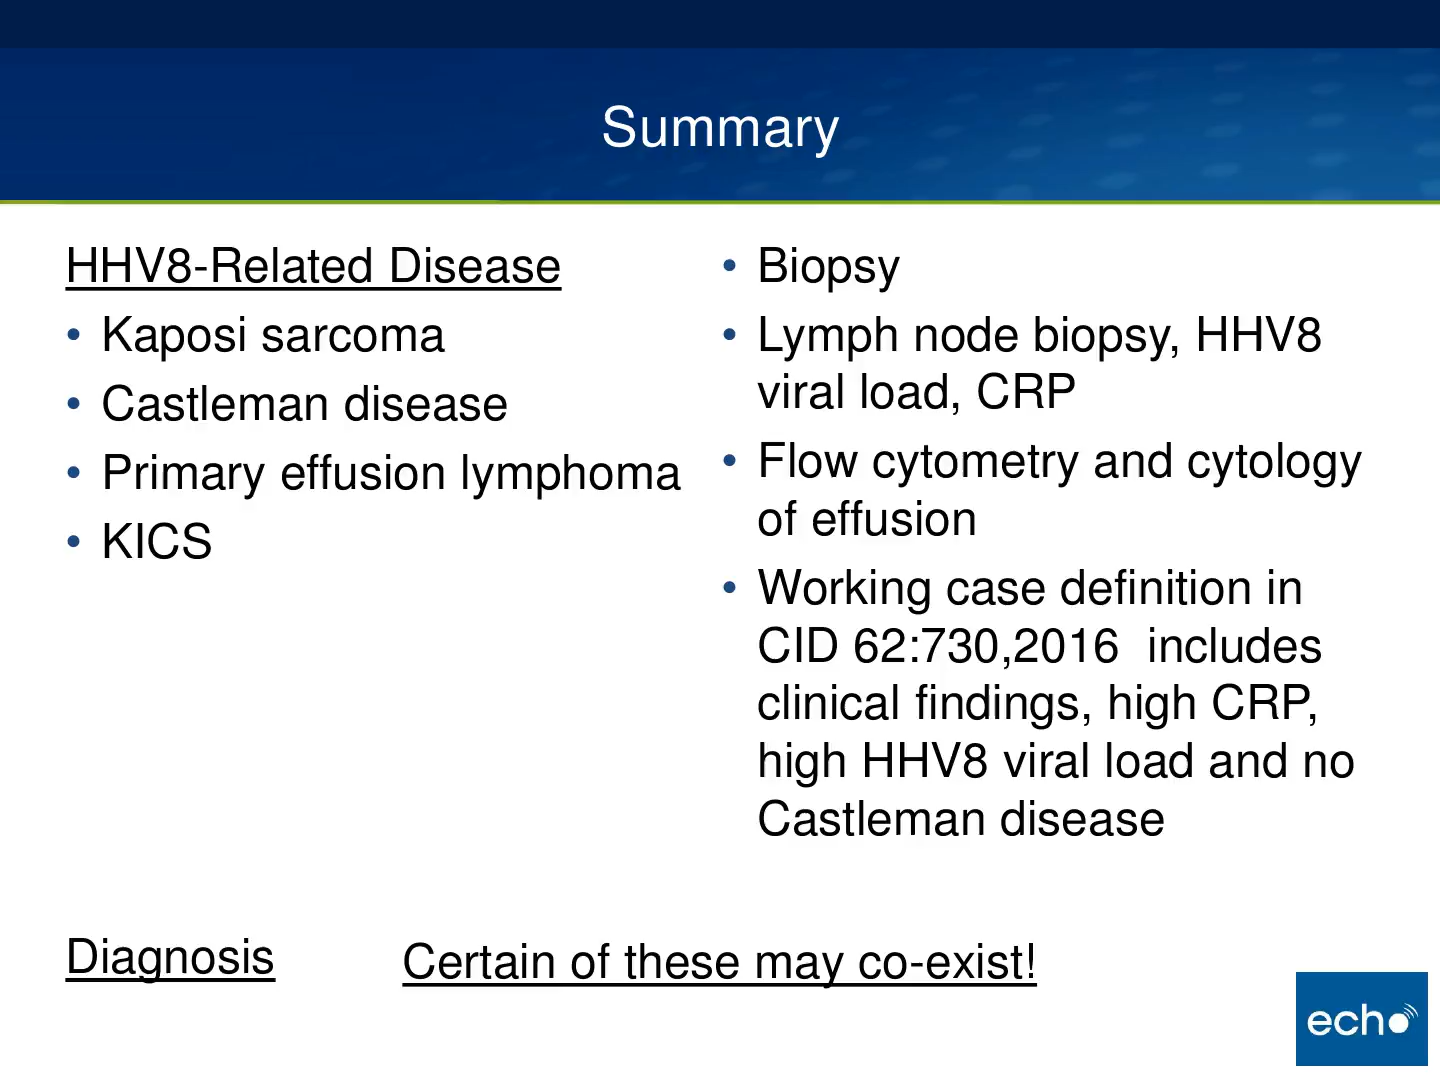 Summary
HHV8-Related Disease
• Kaposi sarcoma
• Castleman disease
• Primary effusion lymphoma
• KICS
Diagnosis
• Biopsy
• Lymph node biopsy, HHV8
viral load, CRP
• Flow cytometry and cytology
of effusion
• Working case definition in
CID 62:730,2016 includes
clinical findings, high CRP,
high HHV8 viral load and no
Castleman disease
Certain of these may co-exist!
echo